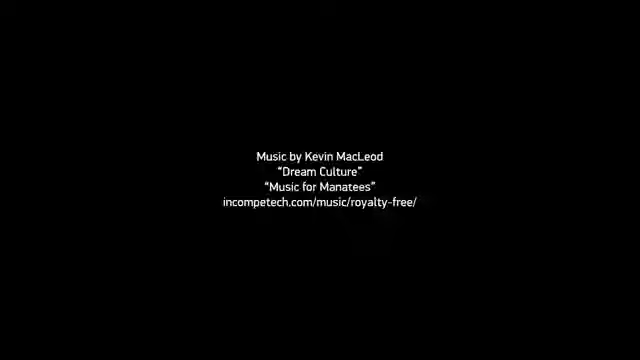 Music by Kevin MacLeod
“Dream Culture”
“Music for Manatees”
incompetech.com/music/royalty-free/